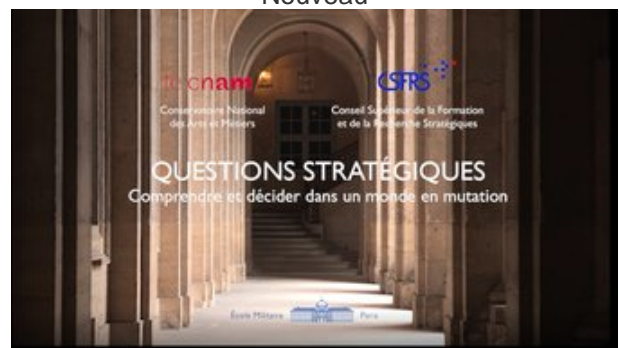 Nouveau
le cnam
Conservatoire National
des Arts et Métiers
CSFRS
Conseil Supérieur de la Formation
et de la Recherche Stratégiques
QUESTIONS STRATÉGIQUES
Comprendre et décider dans un monde en mutation
École Militaire Paris